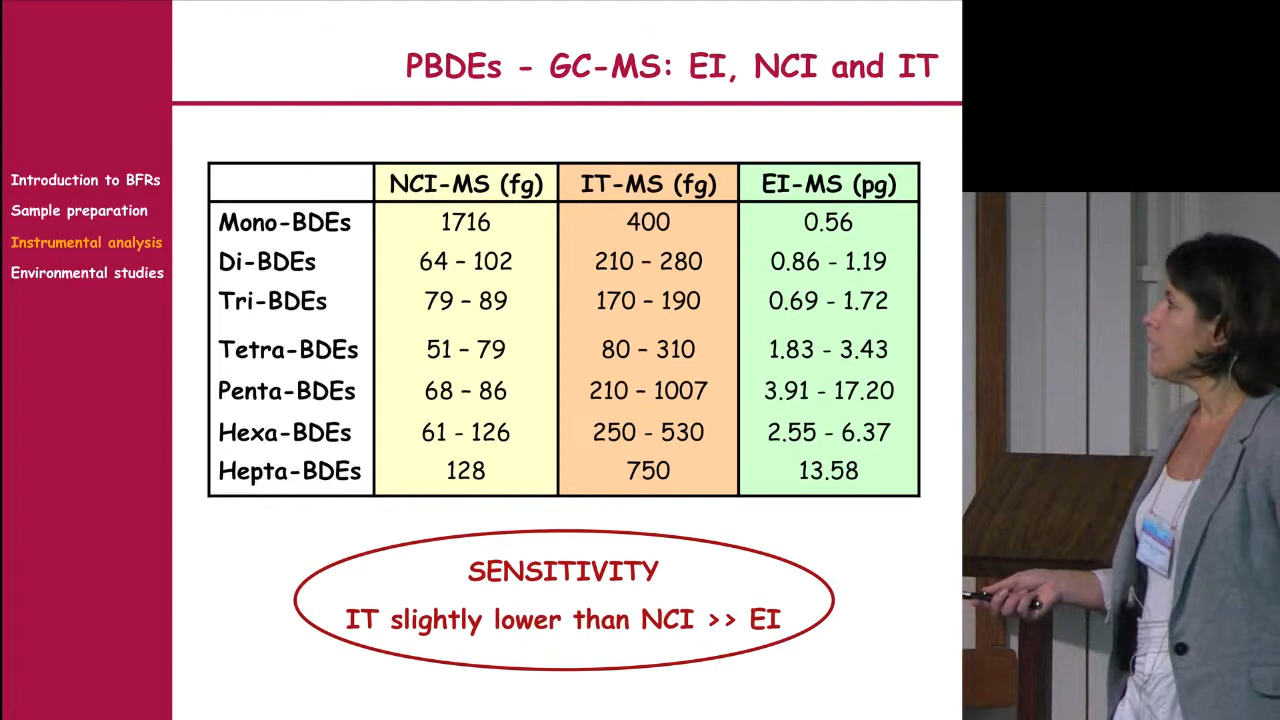 PBDEs - GC-MS: EI, NCI and IT
Introduction to BFRs
Sample preparation
Instrumental analysis
Environmental studies
NCI-MS (fg) IT-MS (fg) EI-MS (pg)
Mono-BDEs 1716 400 0.56
Di-BDEs 64 – 102 210 – 280 0.86 - 1.19
Tri-BDEs 79 – 89 170 – 190 0.69 - 1.72
Tetra-BDEs 51 – 79 80 – 310 1.83 - 3.43
Penta-BDEs 68 – 86 210 – 1007 3.91 - 17.20
Hexa-BDEs 61 - 126 250 - 530 2.55 - 6.37
Hepta-BDEs 128 750 13.58
SENSITIVITY
IT slightly lower than NCI >> EI